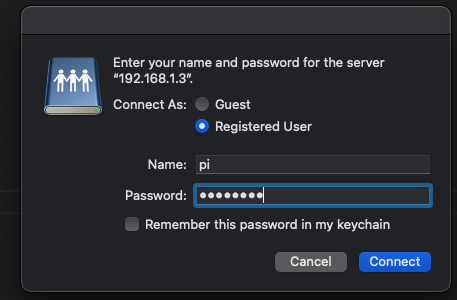 Enter your name and password for the server
“192.168.1.3”.
Connect As: Guest
Registered User
Name: pi
Password: ••••••••
Remember this password in my keychain
Cancel Connect